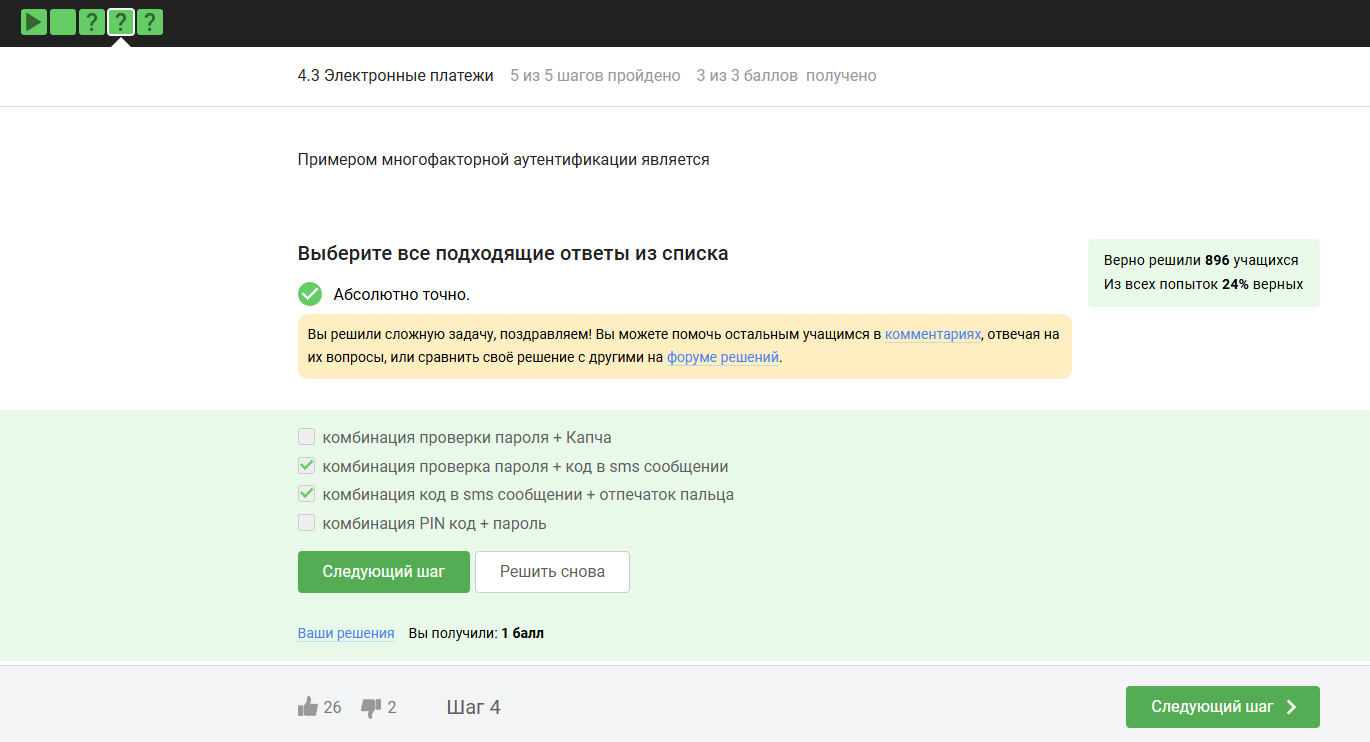 ? ? ?
4.3 Электронные платежи 5 из 5 шагов пройдено 3 из 3 баллов получено
Примером многофакторной аутентификации является
Выберите все подходящие ответы из списка
Верно решили 896 учащихся
Из всех попыток 24% верных
Абсолютно точно.
Вы решили сложную задачу, поздравляем! Вы можете помочь остальным учащимся в комментариях, отвечая на
их вопросы, или сравнить своё решение с другими на форуме решений.
комбинация проверки пароля + Капча
комбинация проверка пароля + код в sms сообщении
комбинация код в sms сообщении + отпечаток пальца
комбинация PIN код + пароль
Следующий шаг Решить снова
Ваши решения Вы получили: 1 балл
26 2 Шаг 4 Следующий шаг